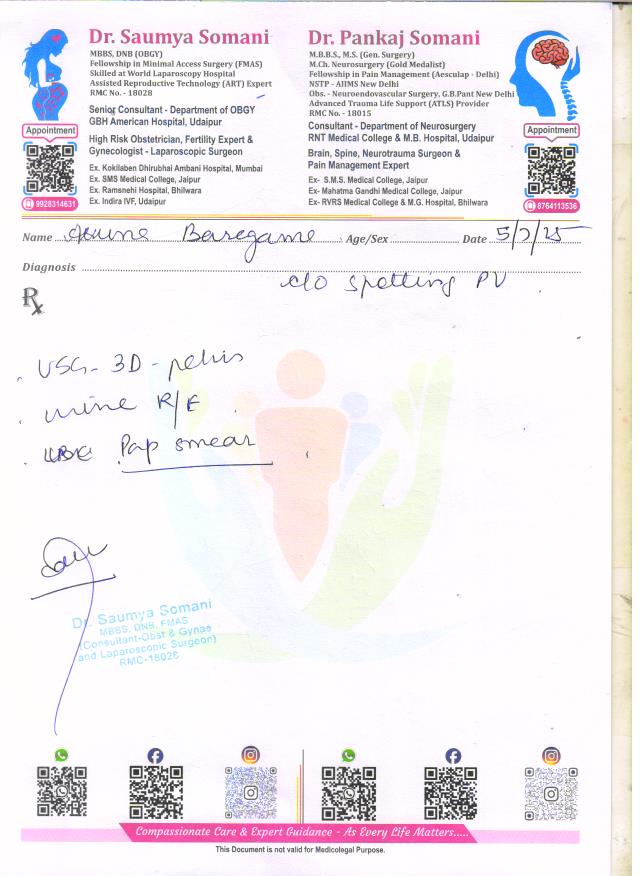 Dr. Saumya Somani
MBBS, DNB (OBGY)
Fellowship in Minimal Access Surgery (FMAS)
Skilled at World Laparoscopy Hospital
Assisted Reproductive Technology (ART) Expert
RMC No. - 18028
Senior Consultant - Department of OBGY
GBH American Hospital, Udaipur
High Risk Obstetrician, Fertility Expert &
Gynecologist - Laparoscopic Surgeon
Ex. Kokilaben Dhirubhai Ambani Hospital, Mumbai
Ex. SMS Medical College, Jaipur
Ex. Ramsnehi Hospital, Bhilwara
Ex. Indira IVF, Udaipur
Appointment
9928314631
Dr. Pankaj Somani
M.B.B.S., M.S. (Gen. Surgery)
M.Ch. Neurosurgery (Gold Medalist)
Fellowship in Pain Management (Aesculap - Delhi)
NSTP - AIIMS New Delhi
Obs. - Neuroendovascular Surgery, G.B.Pant New Delhi
Advanced Trauma Life Support (ATLS) Provider
RMC No. - 18015
Consultant - Department of Neurosurgery
RNT Medical College & M.B. Hospital, Udaipur
Brain, Spine, Neurotrauma Surgeon &
Pain Management Expert
Ex- S.M.S. Medical College, Jaipur
Ex- Mahatma Gandhi Medical College, Jaipur
Ex- RVRS Medical College & M.G. Hospital, Bhilwara
Appointment
8764113536
Name Age/Sex Date 5/7/25
Diagnosis
c/o spotting PV
Rx
USG - 3D - pelvis
urine R/E
Pap smear
Dr. Saumya Somani
MBBS, DNB, FMAS
(Consultant-Obst & Gynae
and Laparoscopic Surgeon)
RMC-18028
Compassionate Care & Expert Guidance - As Every Life Matters.....
This Document is not valid for Medicolegal Purpose.